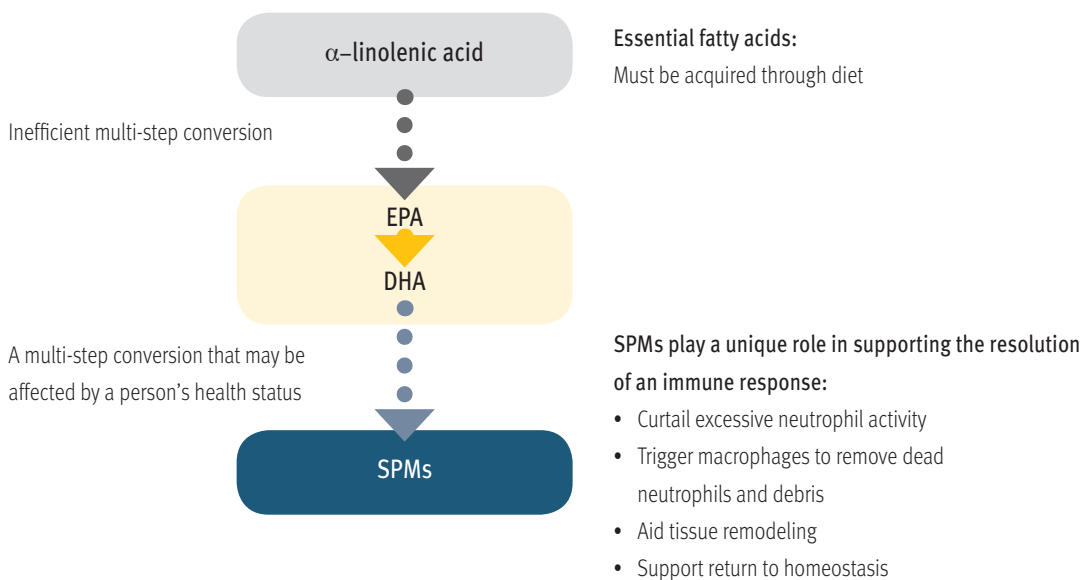 α–linolenic acid
Essential fatty acids:
Must be acquired through diet
Inefficient multi-step conversion
EPA
DHA
A multi-step conversion that may be
affected by a person’s health status
SPMs
SPMs play a unique role in supporting the resolution
of an immune response:
• Curtail excessive neutrophil activity
• Trigger macrophages to remove dead
neutrophils and debris
• Aid tissue remodeling
• Support return to homeostasis